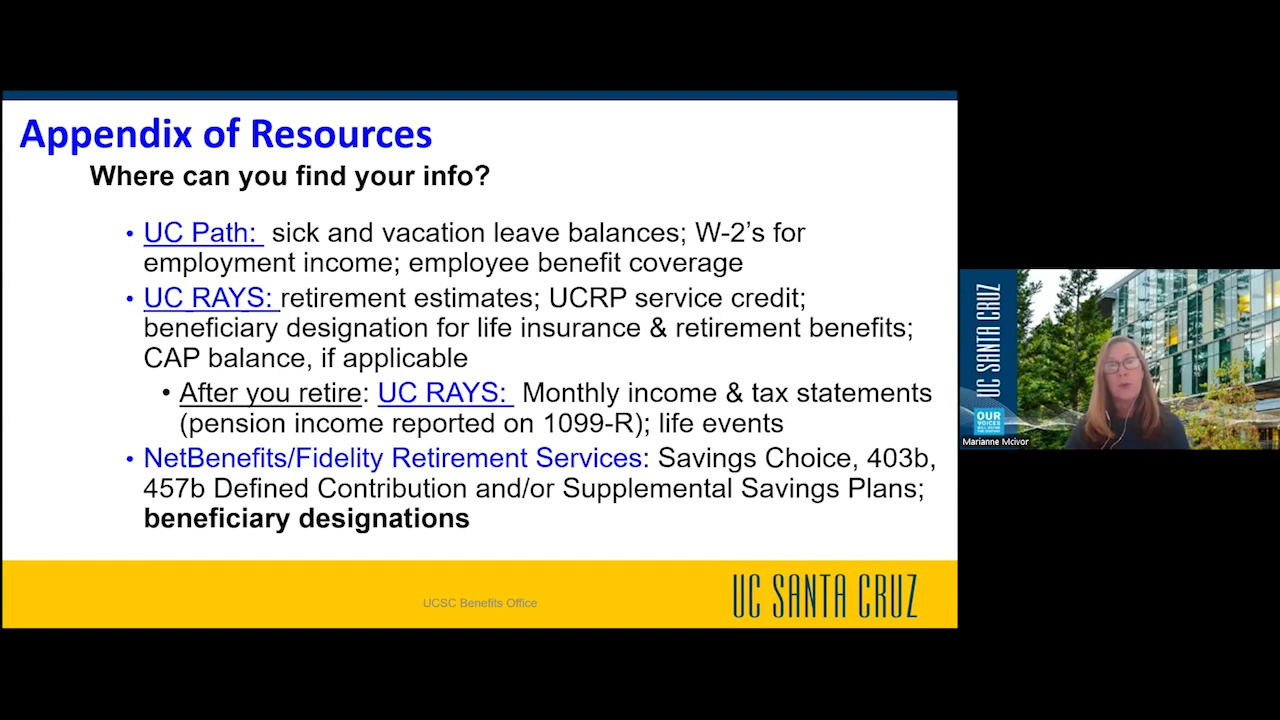 Appendix of Resources
Where can you find your info?
• UC Path: sick and vacation leave balances; W-2’s for
employment income; employee benefit coverage
• UC RAYS: retirement estimates; UCRP service credit;
beneficiary designation for life insurance & retirement benefits;
CAP balance, if applicable
• After you retire: UC RAYS: Monthly income & tax statements
(pension income reported on 1099-R); life events
• NetBenefits/Fidelity Retirement Services: Savings Choice, 403b,
457b Defined Contribution and/or Supplemental Savings Plans;
beneficiary designations
UCSC Benefits Office
UC SANTA CRUZ
UC SANTA CRUZ
OUR
VOICES
Marianne Mcivor